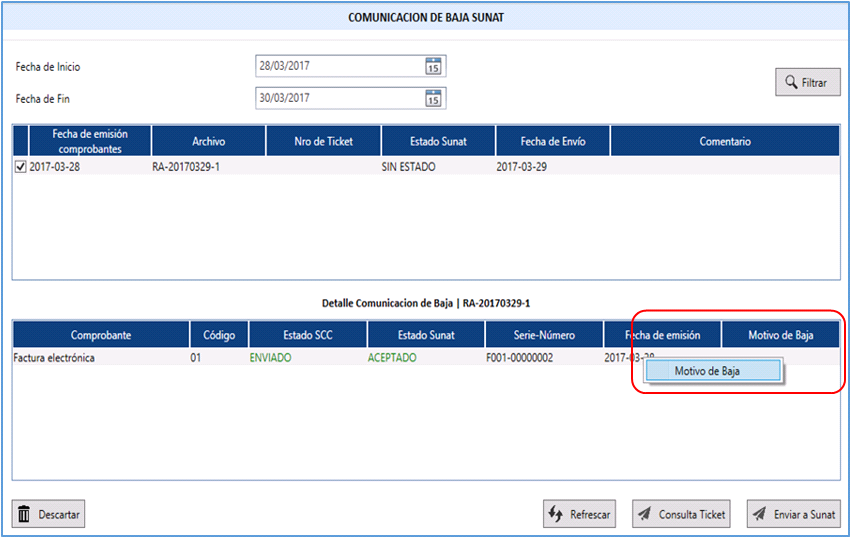 COMUNICACION DE BAJA SUNAT
Fecha de Inicio
28/03/2017
15
Filtrar
Fecha de Fin
30/03/2017
15
Fecha de emisión
comprobantes
Archivo
Nro de Ticket
Estado Sunat
Fecha de Envío
Comentario
2017-03-28
RA-20170329-1
SIN ESTADO
2017-03-29
Detalle Comunicacion de Baja | RA-20170329-1
Comprobante
Código
Estado SCC
Estado Sunat
Serie-Número
Fecha de emisión
Motivo de Baja
Factura electrónica
01
ENVIADO
ACEPTADO
F001-00000002
2017-03-28
Motivo de Baja
Descartar
Refrescar
Consulta Ticket
Enviar a Sunat